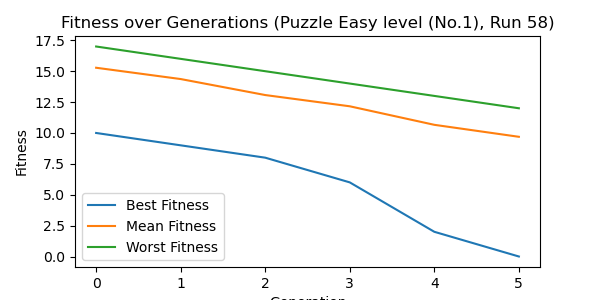 Fitness over Generations (Puzzle Easy level (No.1), Run 58)
17.5
15.0
12.5
10.0
7.5
5.0
2.5
0.0
Fitness
Best Fitness
Mean Fitness
Worst Fitness
0 1 2 3 4 5
Generation